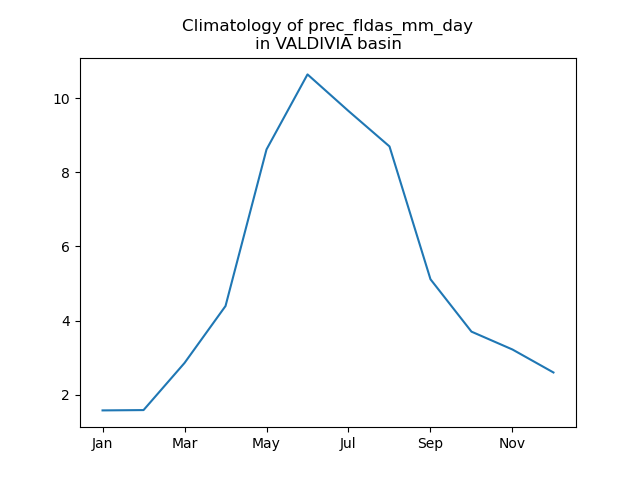 Climatology of prec_fldas_mm_day
in VALDIVIA basin
10
8
6
4
2
Jan
Mar
May
Jul
Sep
Nov